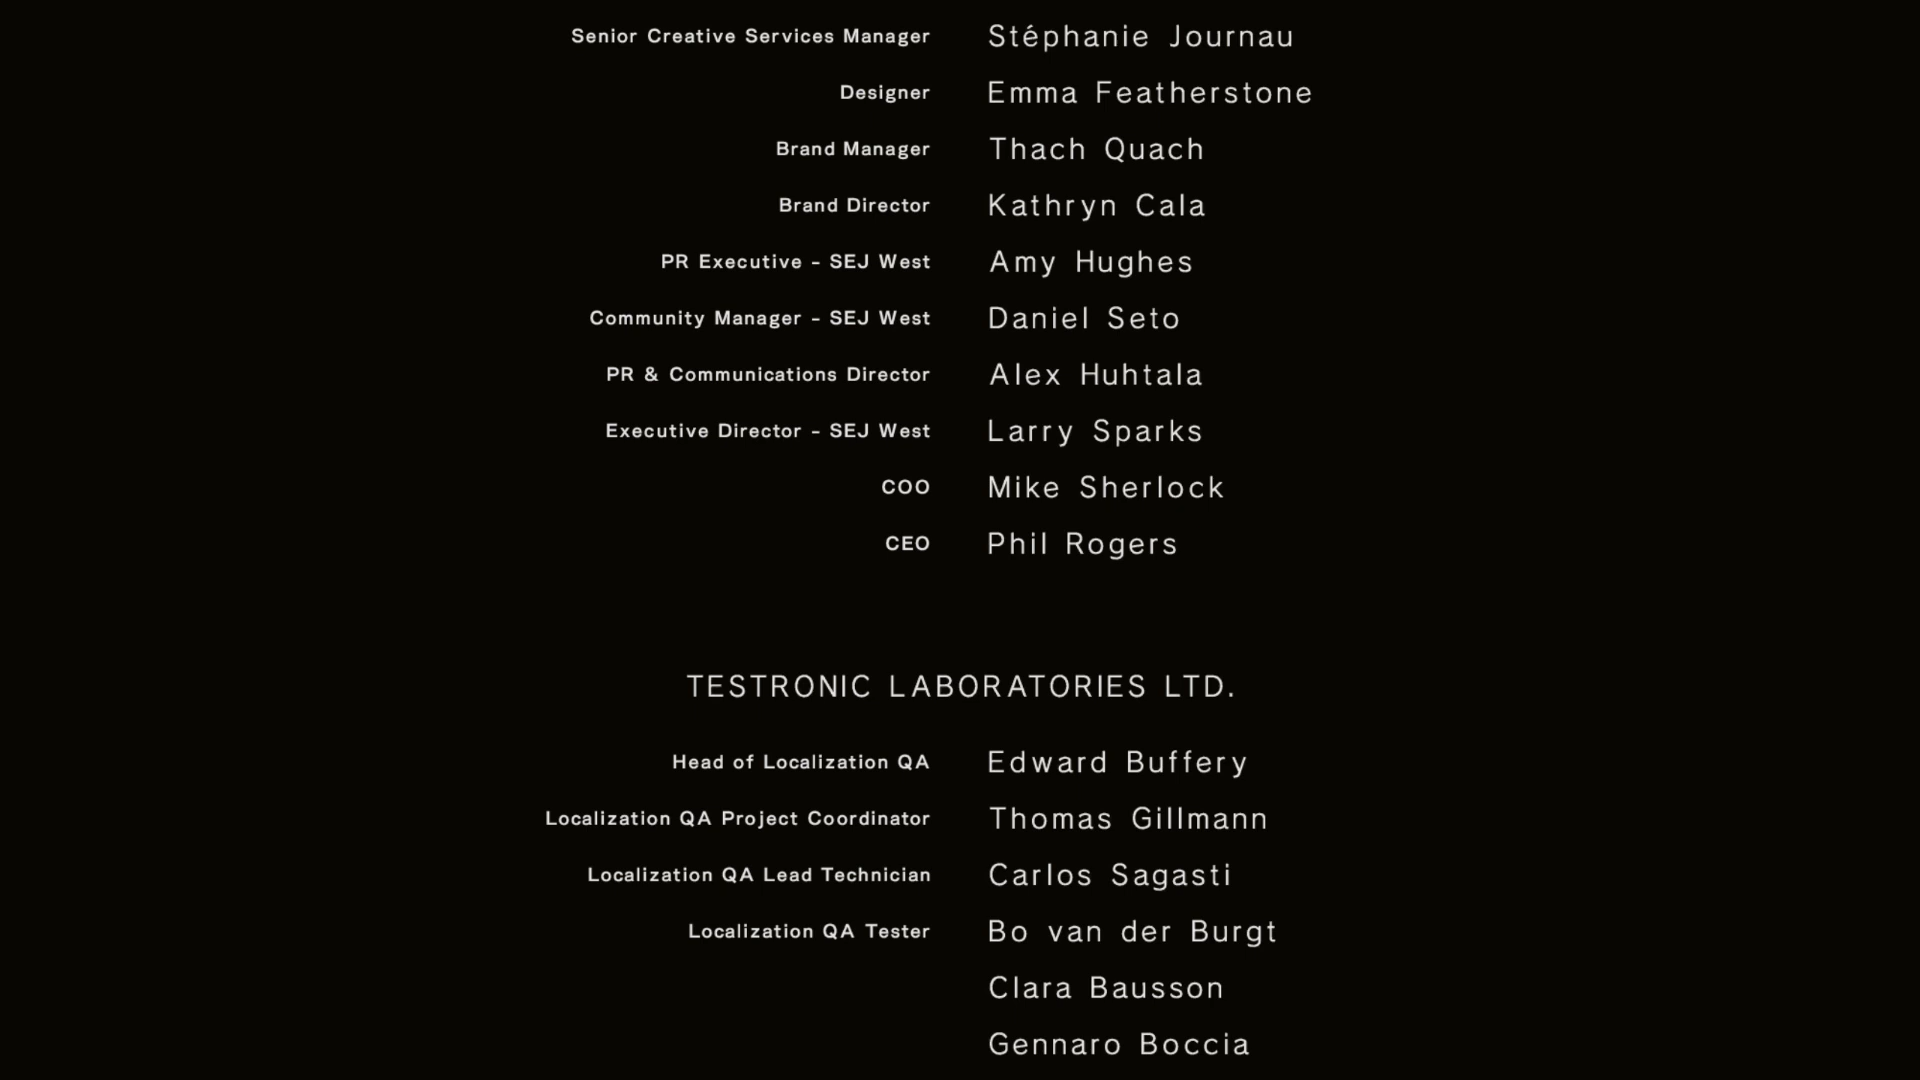 Senior Creative Services Manager Stéphanie Journau
Designer Emma Featherstone
Brand Manager Thach Quach
Brand Director Kathryn Cala
PR Executive - SEJ West Amy Hughes
Community Manager - SEJ West Daniel Seto
PR & Communications Director Alex Huhtala
Executive Director - SEJ West Larry Sparks
COO Mike Sherlock
CEO Phil Rogers
TESTRONIC LABORATORIES LTD.
Head of Localization QA Edward Buffery
Localization QA Project Coordinator Thomas Gillmann
Localization QA Lead Technician Carlos Sagasti
Localization QA Tester Bo van der Burgt
Clara Bausson
Gennaro Boccia